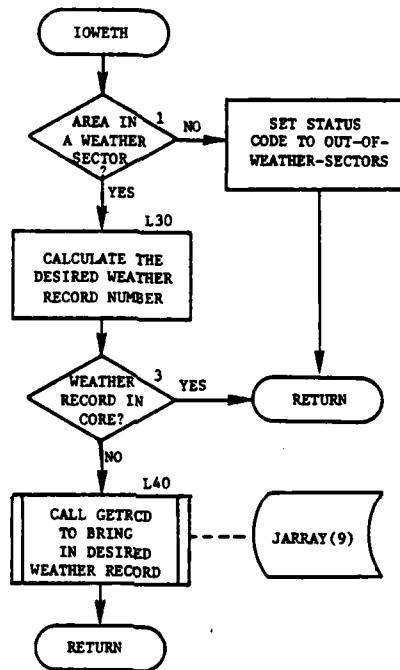 IOWETH
1
AREA IN
A WEATHER
SECTOR
?
NO
YES
SET STATUS
CODE TO OUT-OF-
WEATHER-SECTORS
L30
CALCULATE THE
DESIRED WEATHER
RECORD NUMBER
3
WEATHER
RECORD IN
CORE?
YES
RETURN
NO
L40
CALL GETRCD
TO BRING
IN DESIRED
WEATHER RECORD
JARRAY(9)
RETURN